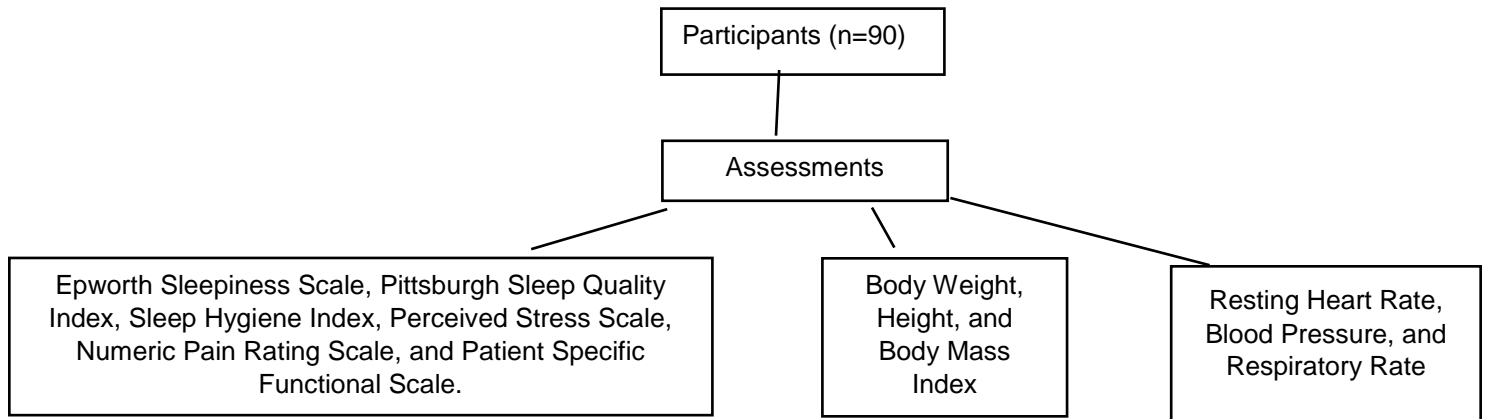 Participants (n=90)
Assessments
Epworth Sleepiness Scale, Pittsburgh Sleep Quality
Index, Sleep Hygiene Index, Perceived Stress Scale,
Numeric Pain Rating Scale, and Patient Specific
Functional Scale.
Body Weight,
Height, and
Body Mass
Index
Resting Heart Rate,
Blood Pressure, and
Respiratory Rate